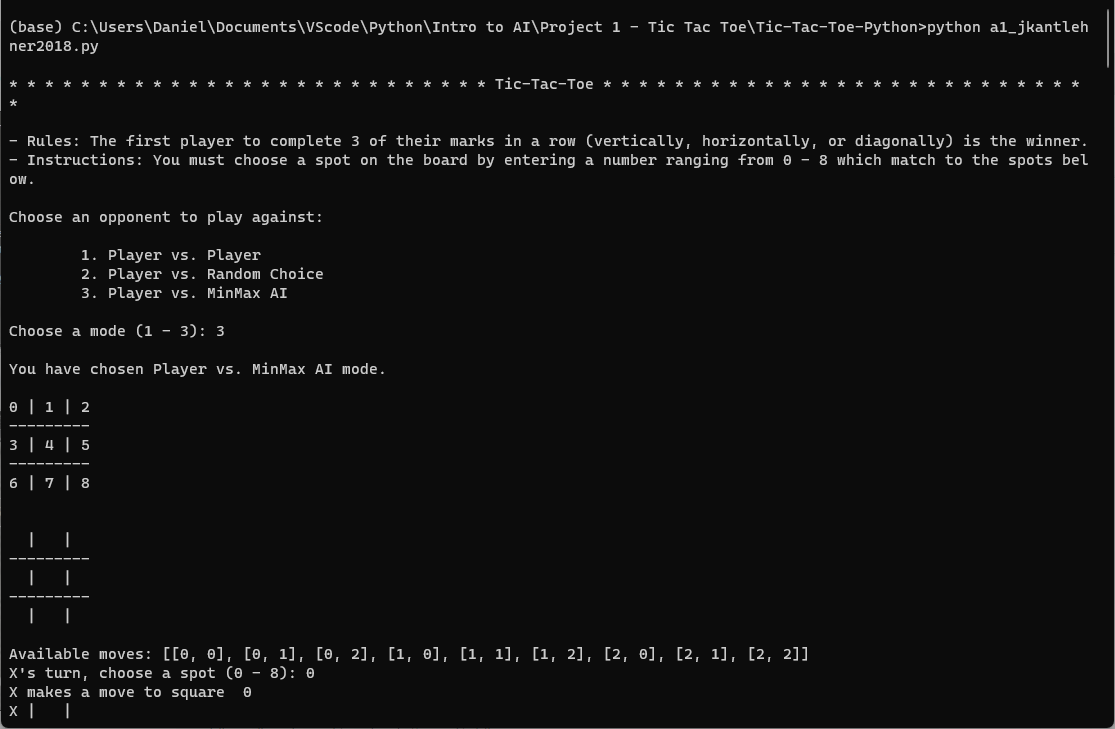 (base) C:\Users\Daniel\Documents\VScode\Python\Intro to AI\Project 1 - Tic Tac Toe\Tic-Tac-Toe-Python>python a1_jkantleh
ner2018.py
* * * * * * * * * * * * * * * * * * * * * * * * * * * Tic-Tac-Toe * * * * * * * * * * * * * * * * * * * * * * * * * * *
*
- Rules: The first player to complete 3 of their marks in a row (vertically, horizontally, or diagonally) is the winner.
- Instructions: You must choose a spot on the board by entering a number ranging from 0 - 8 which match to the spots bel
ow.
Choose an opponent to play against:
1. Player vs. Player
2. Player vs. Random Choice
3. Player vs. MinMax AI
Choose a mode (1 - 3): 3
You have chosen Player vs. MinMax AI mode.
0 | 1 | 2
---------
3 | 4 | 5
---------
6 | 7 | 8
  |   |
---------
  |   |
---------
  |   |
Available moves: [[0, 0], [0, 1], [0, 2], [1, 0], [1, 1], [1, 2], [2, 0], [2, 1], [2, 2]]
X's turn, choose a spot (0 - 8): 0
X makes a move to square  0
X |   |